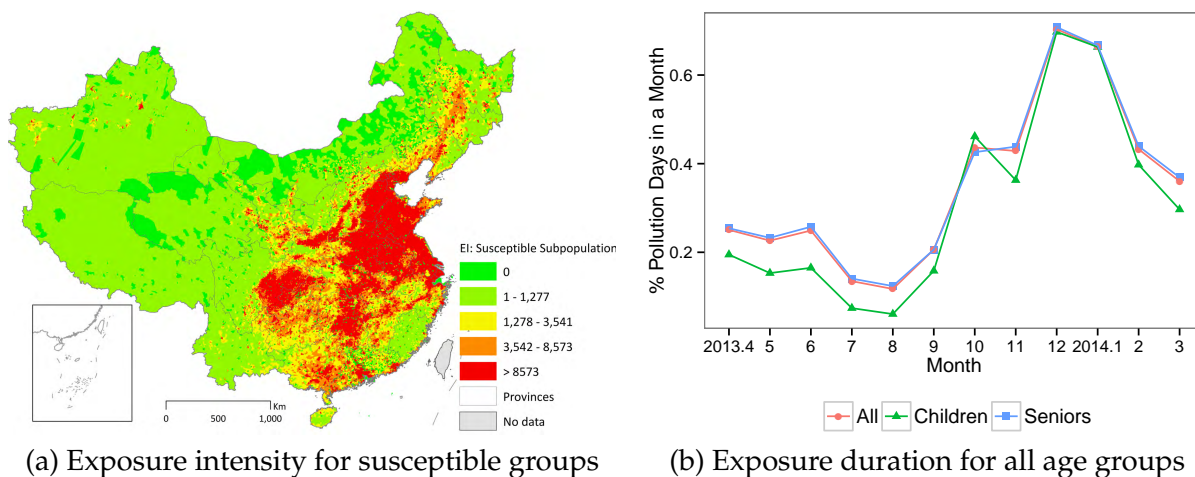 EI: Susceptible Subpopulation
0
1 - 1,277
1,278 - 3,541
3,542 - 8,573
> 8573
Provinces
No data
Km
0 500 1,000
(a) Exposure intensity for susceptible groups
% Pollution Days in a Month
0.6
0.4
0.2
2013.4 5 6 7 8 9 10 11 12 2014.1 2 3
Month
All Children Seniors
(b) Exposure duration for all age groups